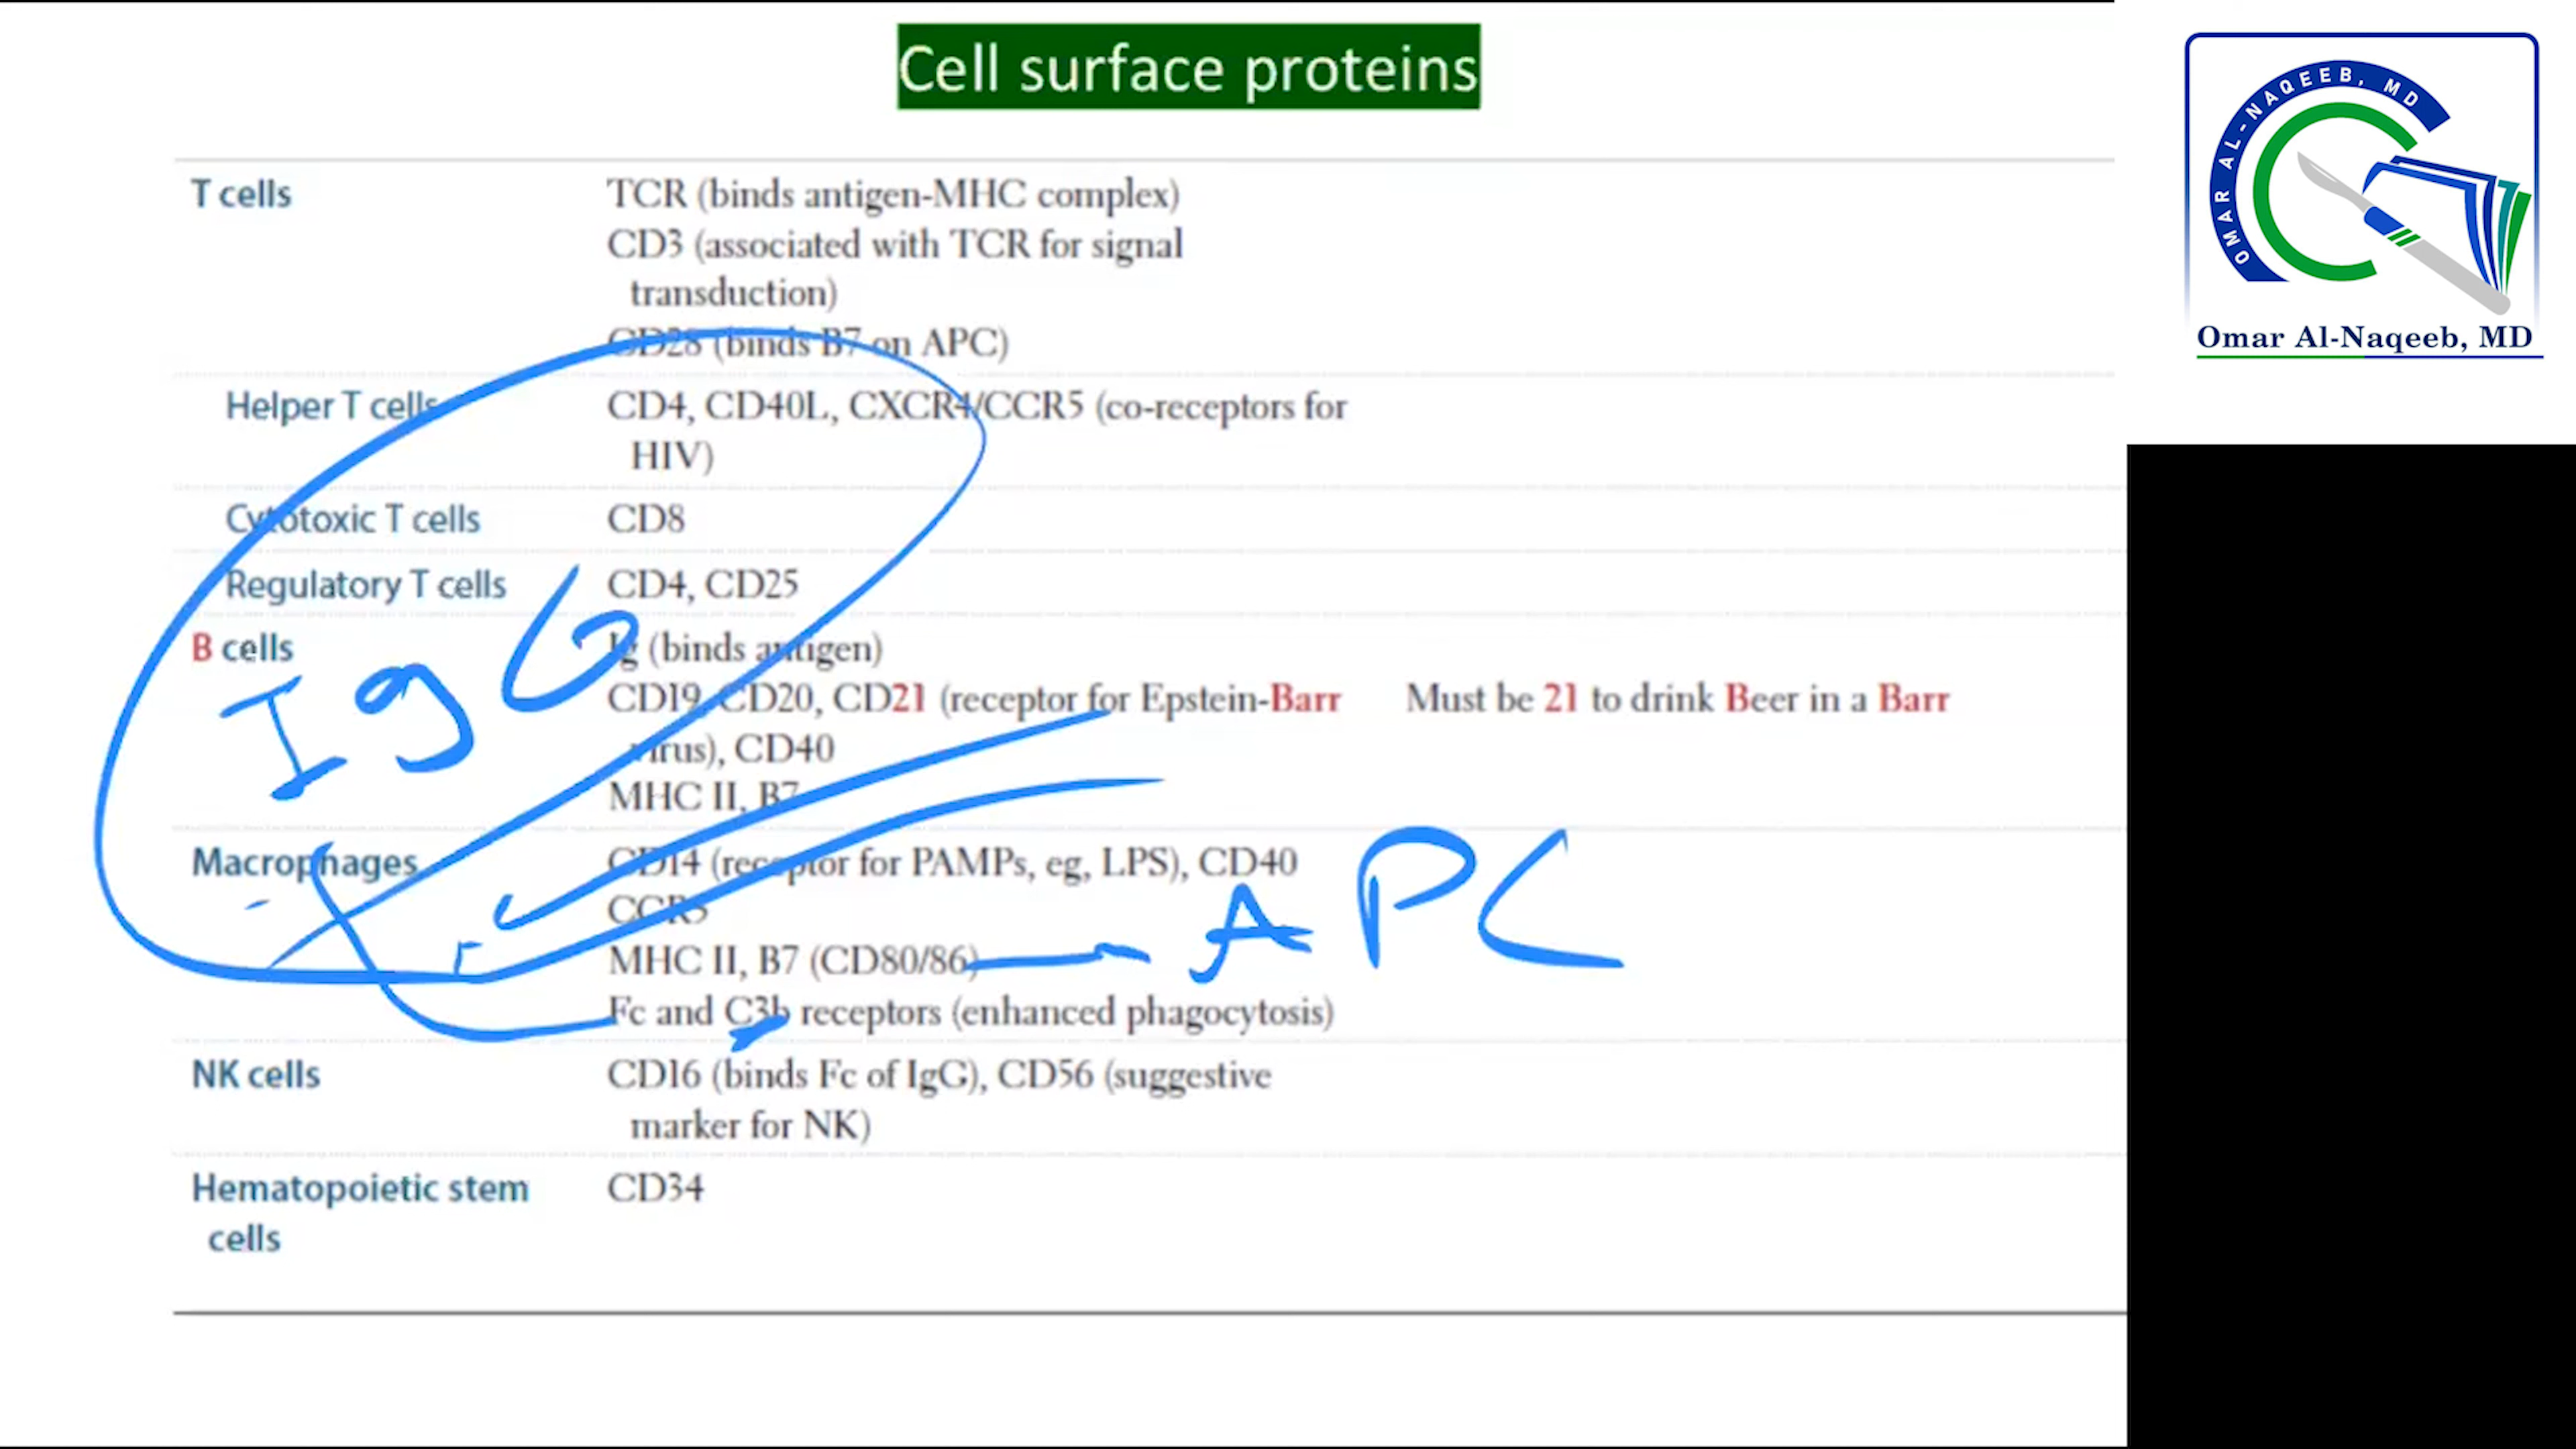 Cell surface proteins
OMAR AL-NAQEEB, MD
Omar Al-Naqeeb, MD
T cells
TCR (binds antigen-MHC complex)
CD3 (associated with TCR for signal
transduction)
CD28 (binds B7 on APC)
Helper T cells
CD4, CD40L, CXCR4/CCR5 (co-receptors for
HIV)
Cytotoxic T cells
CD8
Regulatory T cells
CD4, CD25
B cells
Ig (binds antigen)
CD19, CD20, CD21 (receptor for Epstein-Barr
virus), CD40
MHC II, B7
Must be 21 to drink Beer in a Barr
IgG
Macrophages
CD14 (receptor for PAMPs, eg, LPS), CD40
CCR5
MHC II, B7 (CD80/86)
APC
Fc and C3b receptors (enhanced phagocytosis)
NK cells
CD16 (binds Fc of IgG), CD56 (suggestive
marker for NK)
Hematopoietic stem
cells
CD34